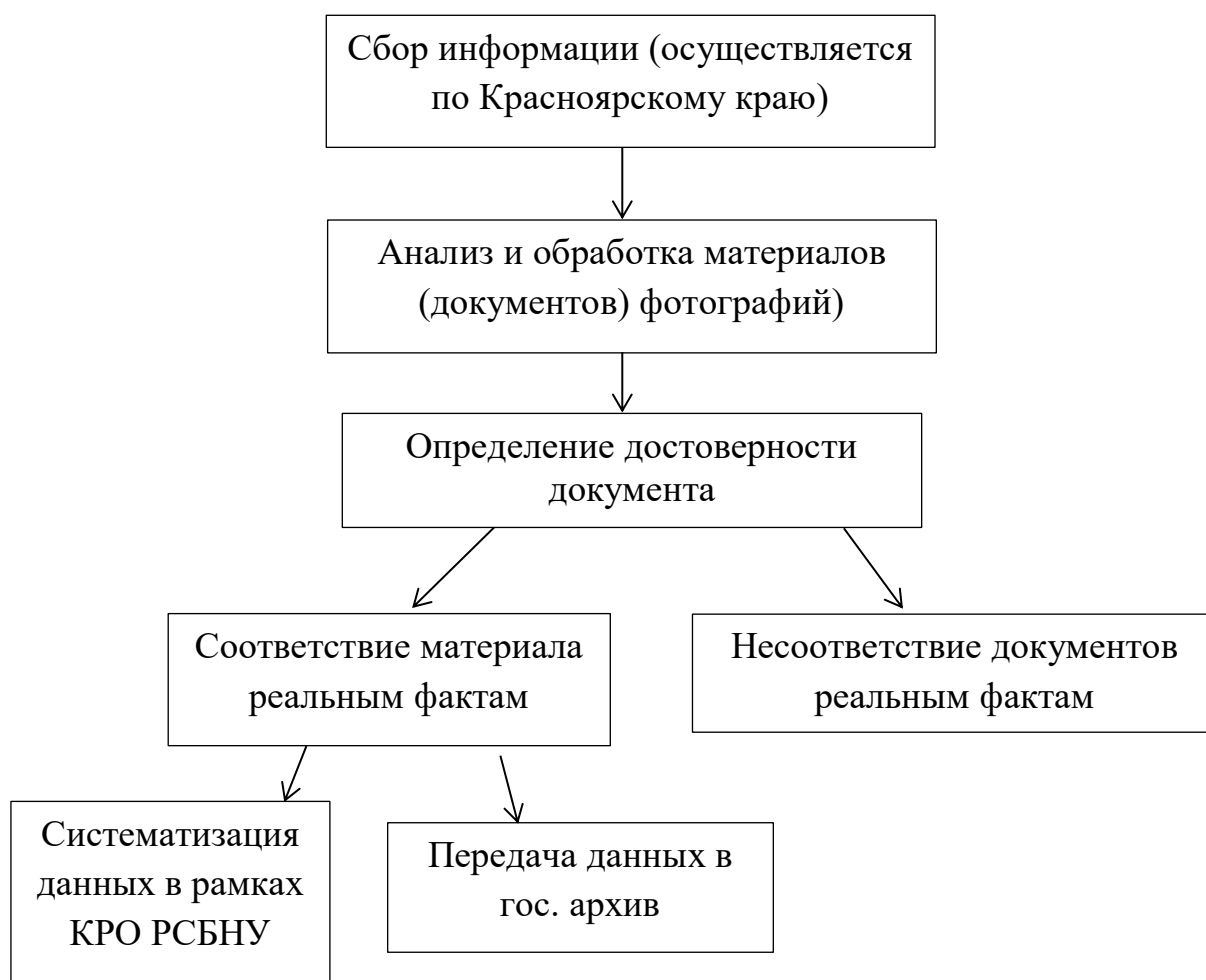 Сбор информации (осуществляется
по Красноярскому краю)
Анализ и обработка материалов
(документов) фотографий)
Определение достоверности
документа
Соответствие материала
реальным фактам
Несоответствие документов
реальным фактам
Систематизация
данных в рамках
КРО РСБНУ
Передача данных в
гос. архив